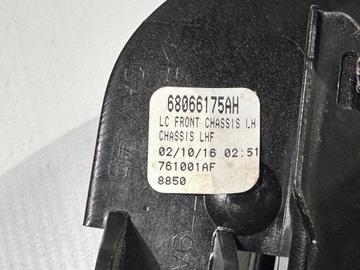 68066175AH
LC FRONT CHASSIS LH
CHASSIS LHF
02/10/16 02:51
761001AF
8850